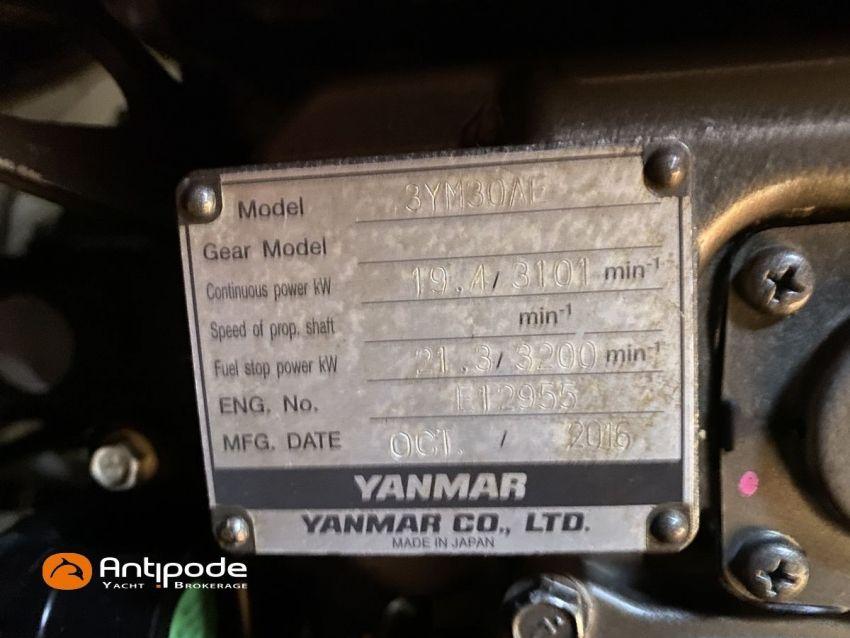 Model 3YM30AE
Gear Model
Continuous power kW 19.4/3101 min-1
Speed of prop. shaft min-1
Fuel stop power kW 21.3/3200 min-1
ENG. No. E12955
MFG. DATE OCT. / 2016
YANMAR
YANMAR CO., LTD.
MADE IN JAPAN
Antipode
YACHT BROKERAGE